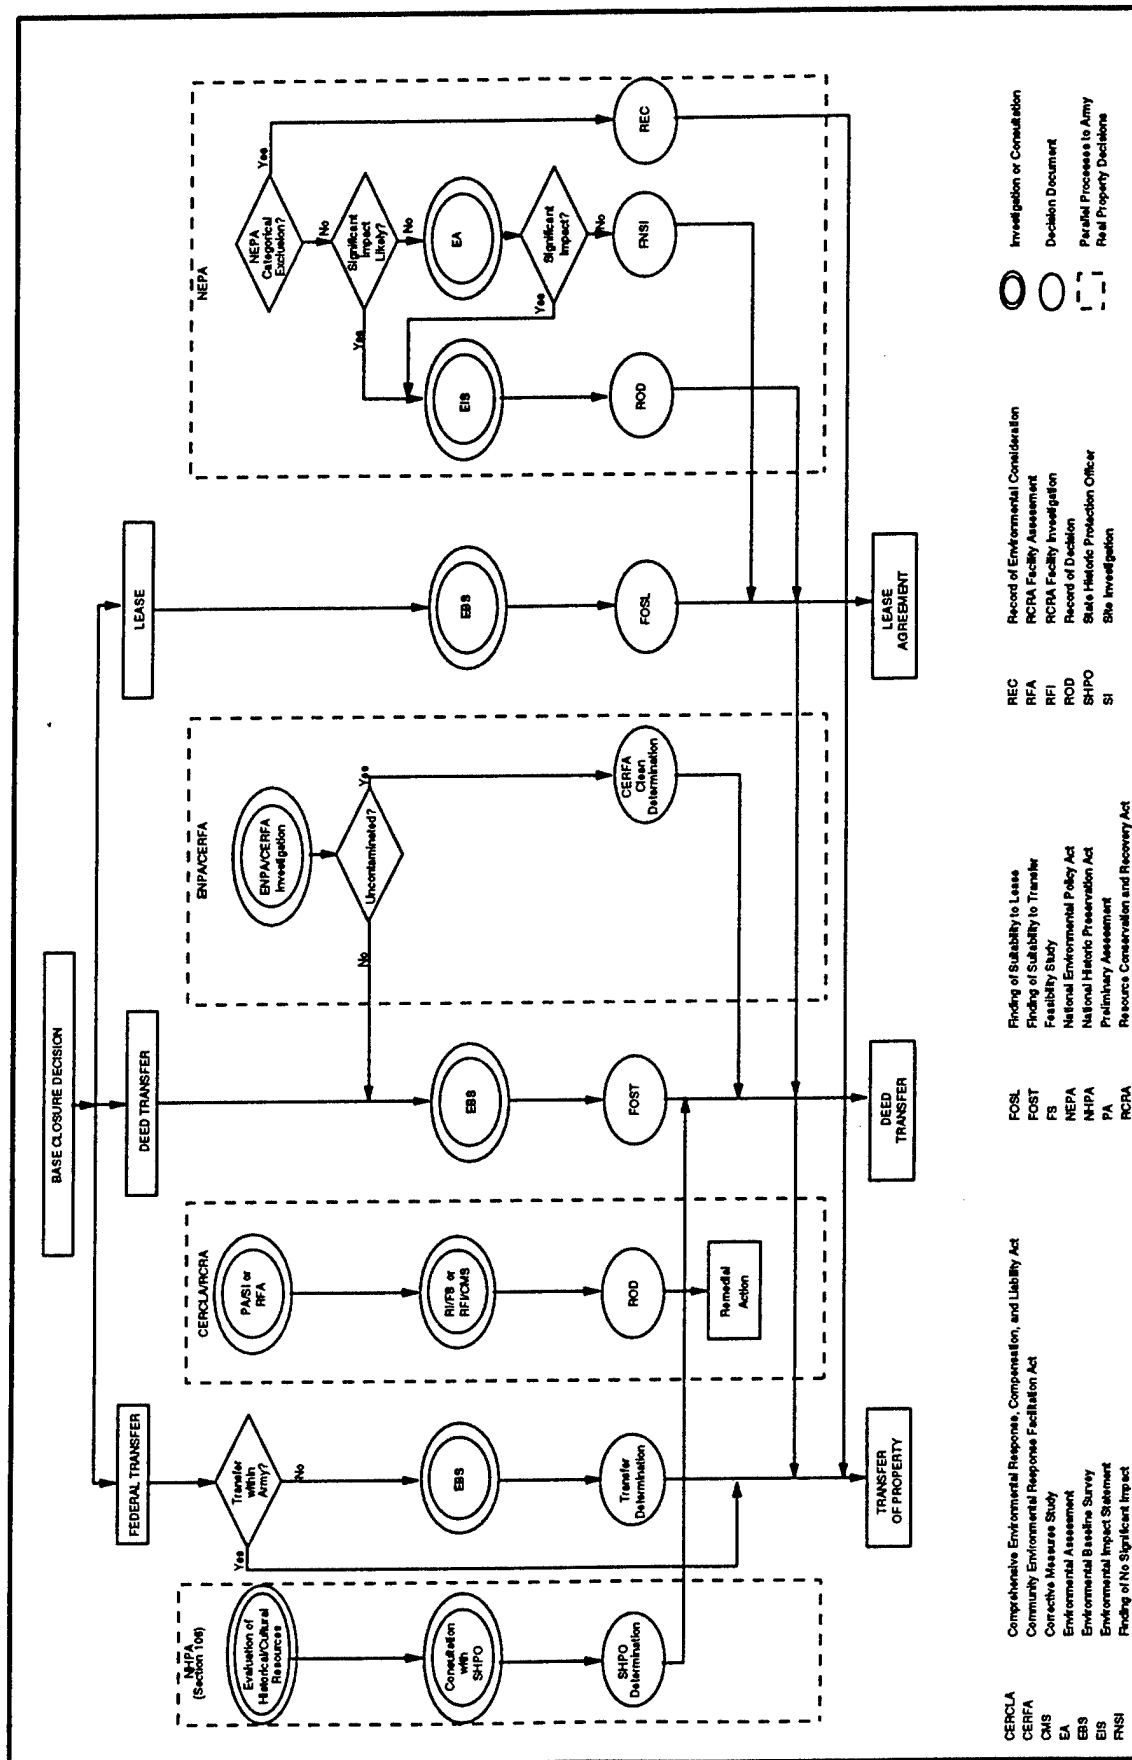 BASE CLOSURE DECISION
FEDERAL TRANSFER
DEED TRANSFER
LEASE
NHPA
(Section 106)
Evaluation of
Historical/Cultural
Resources
Consultation
with
SHPO
SHPO
Determination
Transfer
within
Army?
Yes
No
EBS
Transfer
Determination
TRANSFER
OF PROPERTY
CERCLA/RCRA
PA/SI or
RFA
RI/FS or
RFI/CMS
ROD
Remedial
Action
EBS
FOST
DEED
TRANSFER
ENPA/CERFA
ENPA/CERFA
Investigation
Uncontaminated?
No
Yes
CERFA
Clean
Determination
EBS
FOSL
LEASE
AGREEMENT
NEPA
NEPA
Categorical
Exclusion?
Yes
No
Significant
Impact
Likely?
Yes
No
EA
EIS
Significant
Impact?
Yes
No
ROD
FNSI
REC
CERCLA Comprehensive Environmental Response, Compensation, and Liability Act
CERFA Community Environmental Response Facilitation Act
CMS Corrective Measures Study
EA Environmental Assessment
EBS Environmental Baseline Survey
EIS Environmental Impact Statement
FNSI Finding of No Significant Impact
FOSL Finding of Suitability to Lease
FOST Finding of Suitability to Transfer
FS Feasibility Study
NEPA National Environmental Policy Act
NHPA National Historic Preservation Act
PA Preliminary Assessment
RCRA Resource Conservation and Recovery Act
REC Record of Environmental Consideration
RFA RCRA Facility Assessment
RFI RCRA Facility Investigation
ROD Record of Decision
SHPO State Historic Protection Officer
SI Site Investigation
Investigation or Consultation
Decision Document
Parallel Processes to Army
Real Property Decisions